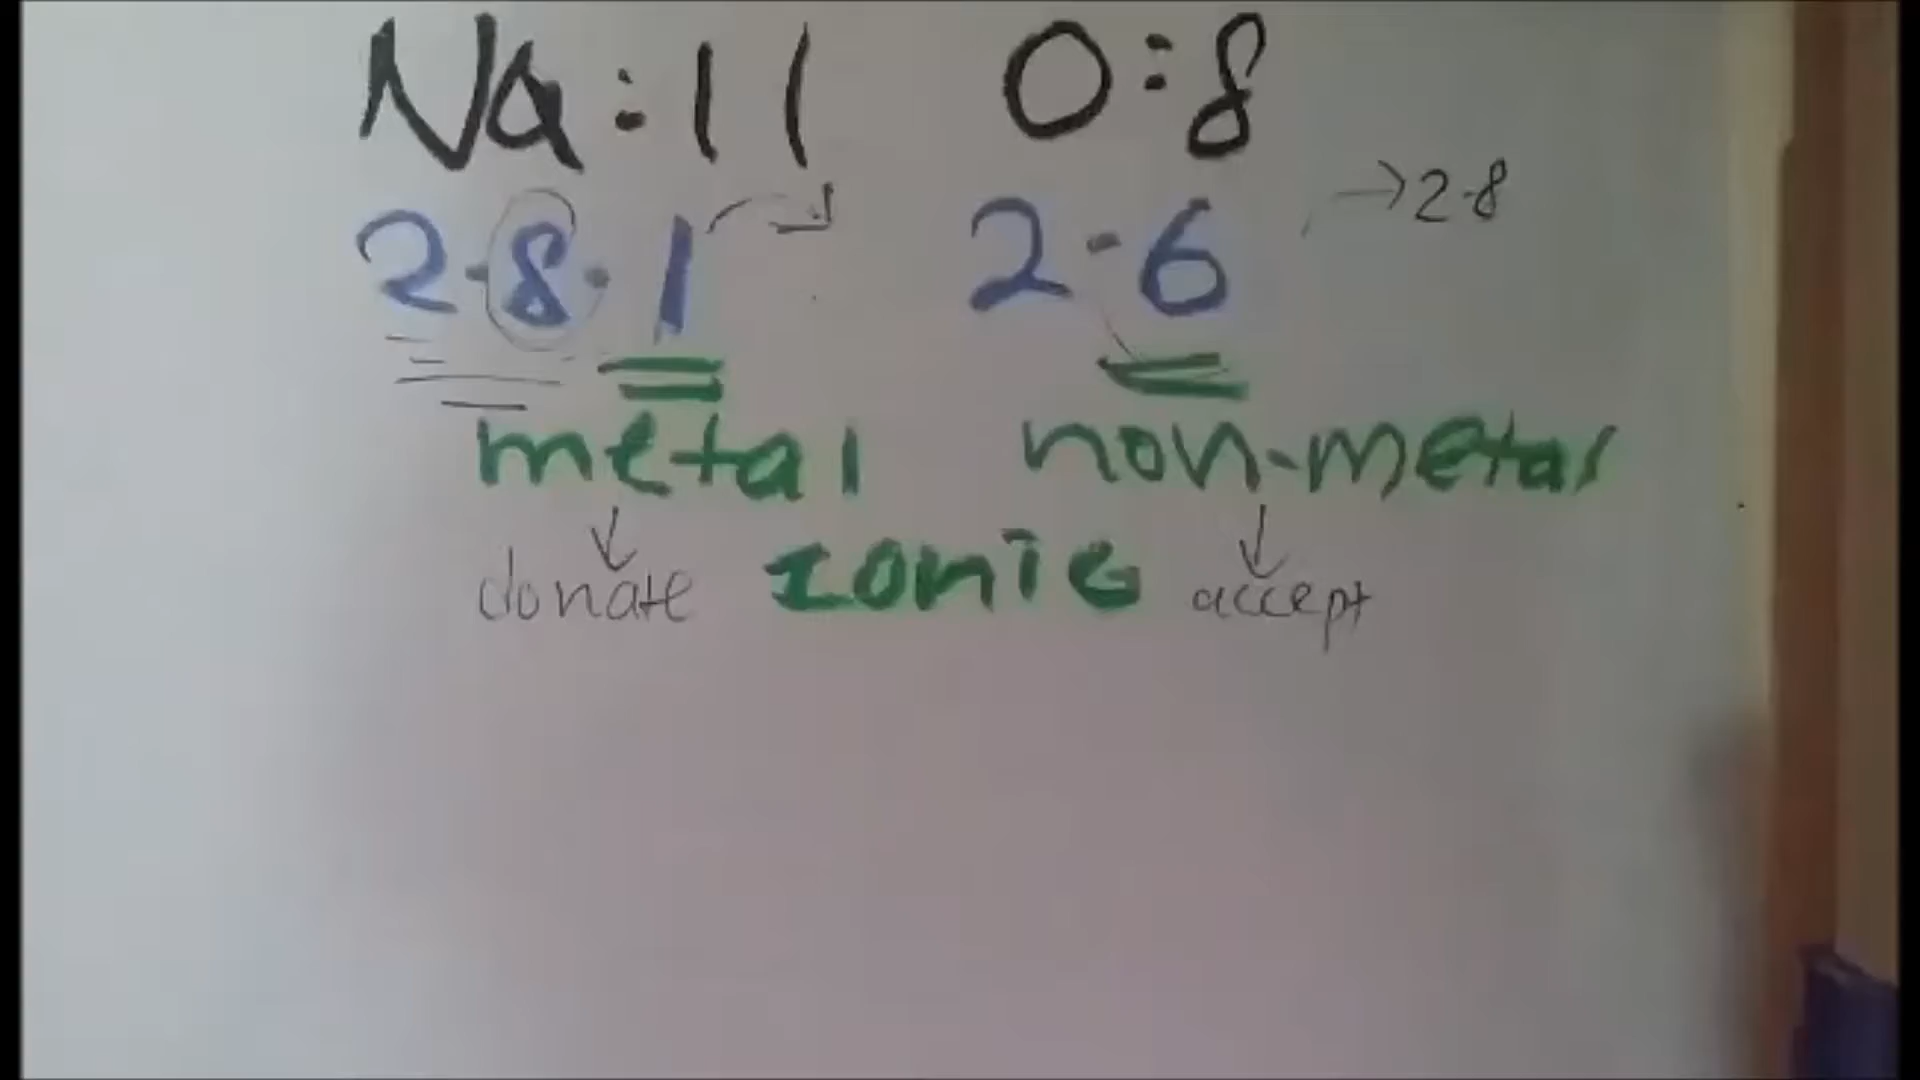 Na:11 O:8
2.8.1 2.6 →2.8
metal non-metal
donate Ionic accept